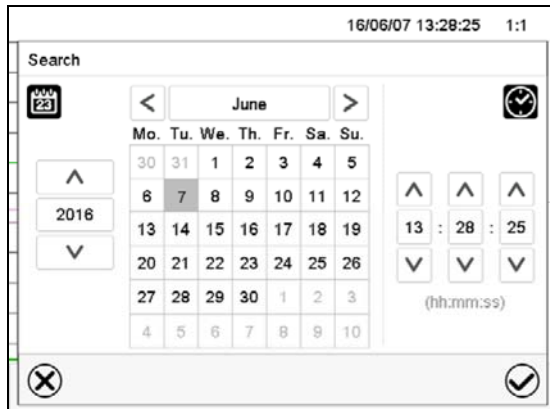 16/06/07 13:28:25 1:1
Search
23
< June >
Mo. Tu. We. Th. Fr. Sa. Su.
30 31 1 2 3 4 5
6 7 8 9 10 11 12
2016
13 14 15 16 17 18 19
13 : 28 : 25
20 21 22 23 24 25 26
27 28 29 30 1 2 3
(hh:mm:ss)
4 5 6 7 8 9 10